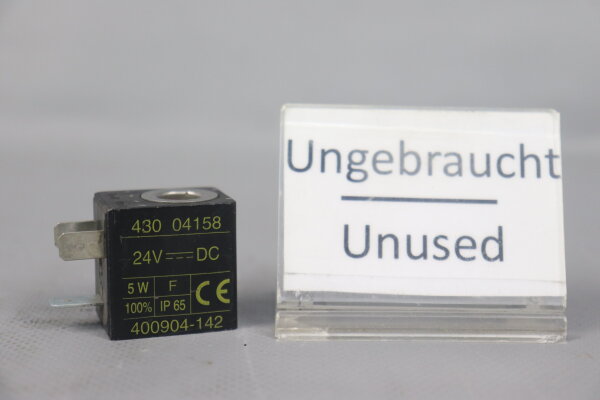 430 04158
24V ⎓ DC
5 W F
100% IP 65 CE
400904-142
Ungebraucht
Unused